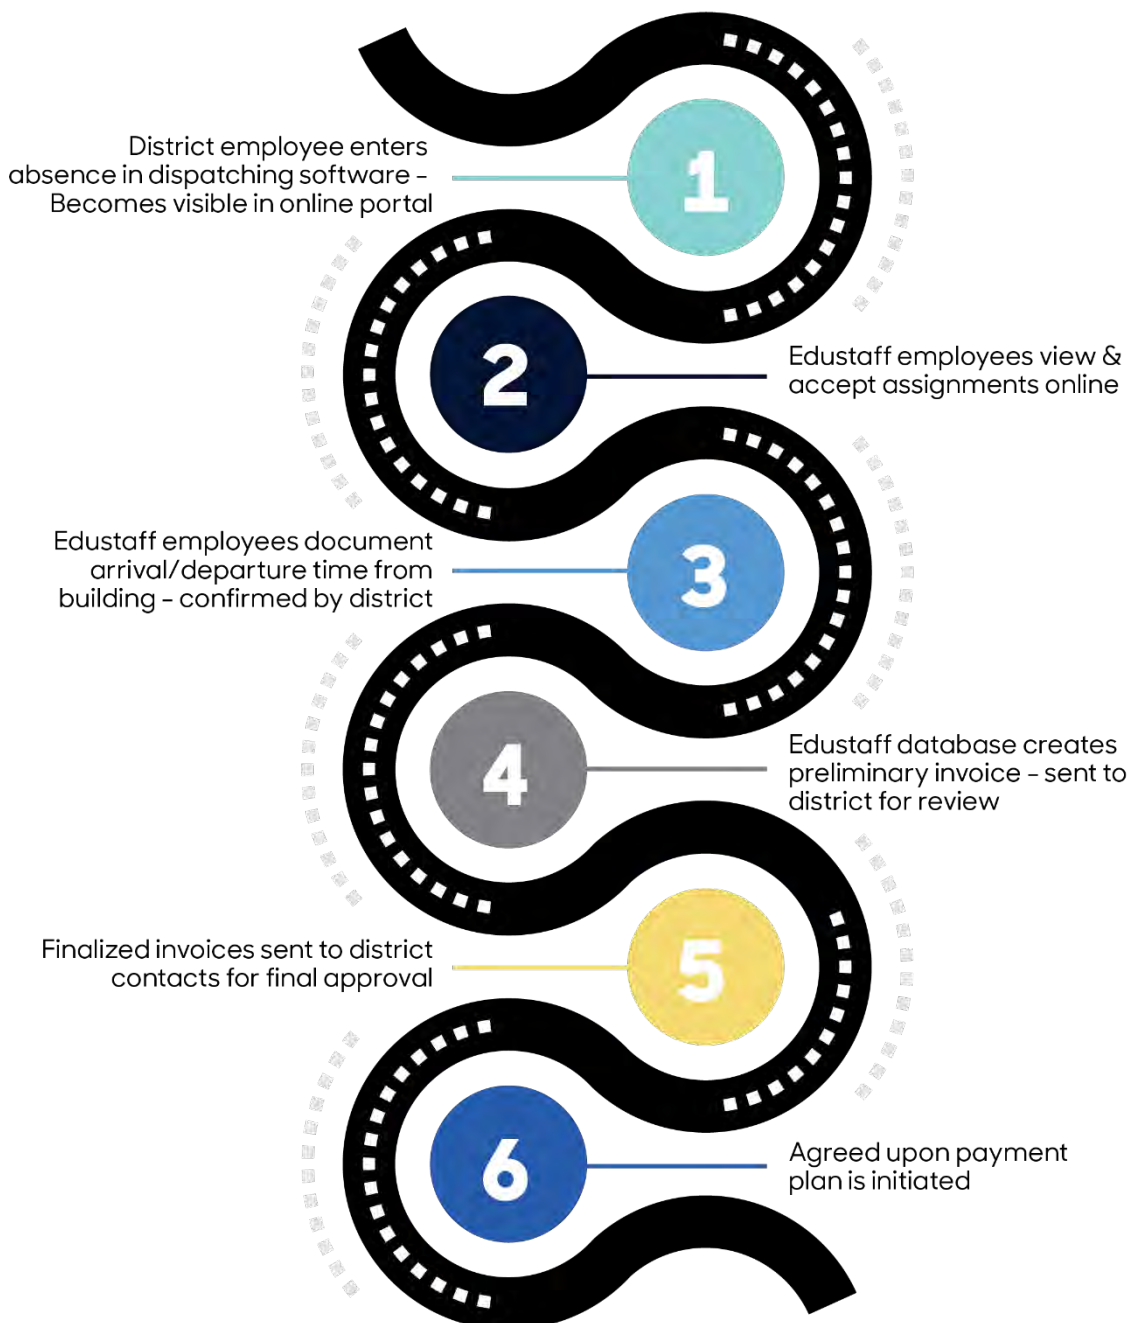 District employee enters
absence in dispatching software -
Becomes visible in online portal
1
2
Edustaff employees view &
accept assignments online
Edustaff employees document
arrival/departure time from
building - confirmed by district
3
4
Edustaff database creates
preliminary invoice - sent to
district for review
Finalized invoices sent to district
contacts for final approval
5
6
Agreed upon payment
plan is initiated